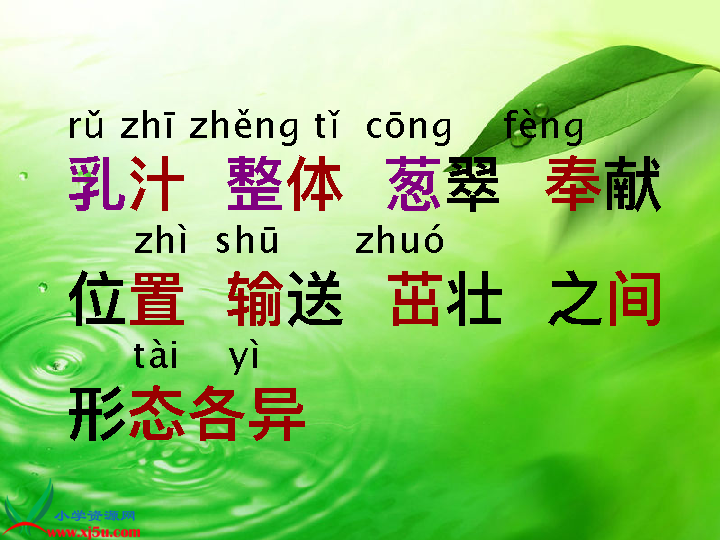 rǔ zhī zhěng tǐ cōng fèng
乳汁 整体 葱翠 奉献
zhì shū zhuó
位置 输送 茁壮 之间
tài yì
形态各异
小学资源网
www.xj5u.com